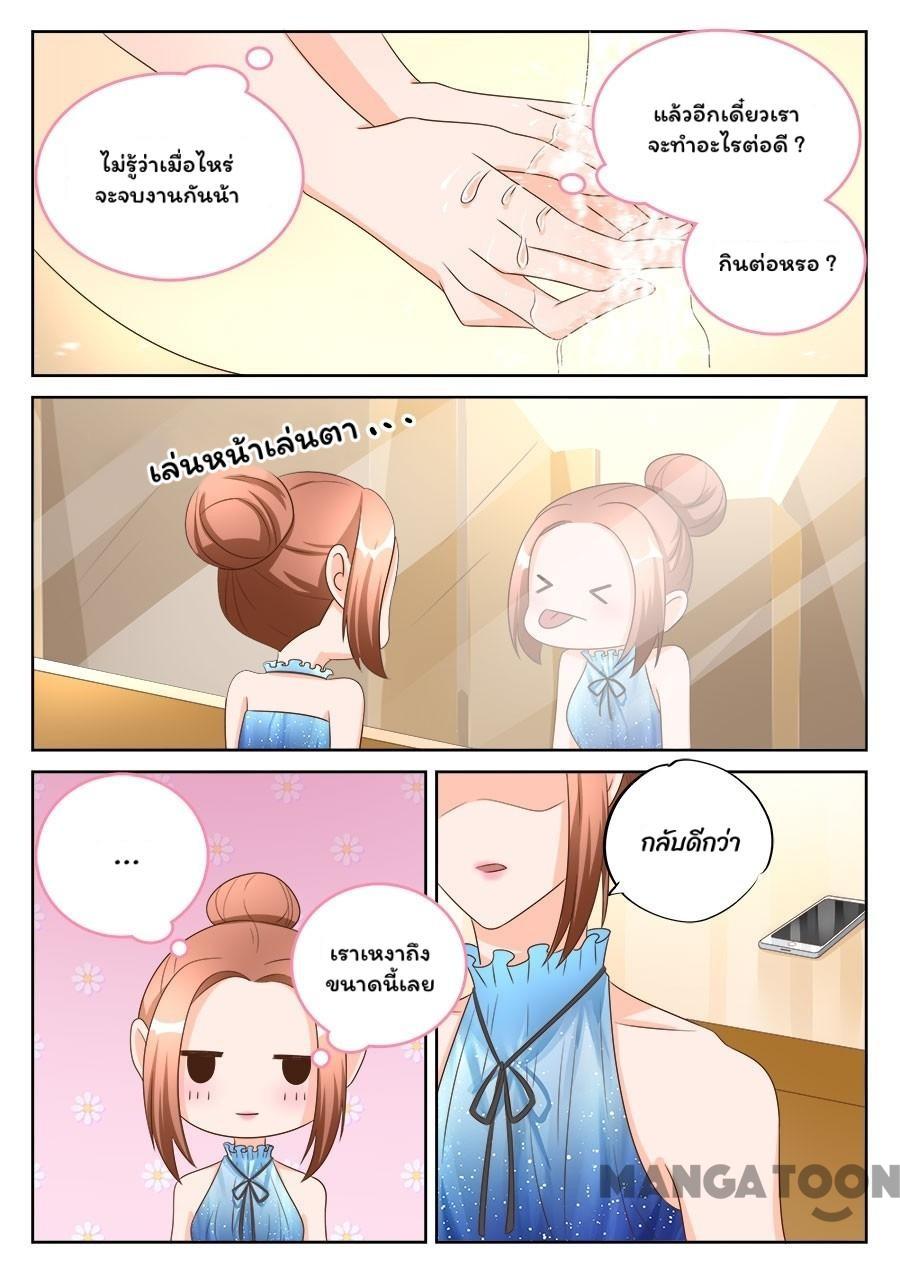 ไม่รู้ว่าเมื่อไหร่
จะจบงานกันน้า
แล้วอีกเดี๋ยวเรา
จะทำอะไรต่อดี ?
กินต่อหรอ ?
เล่นหน้าเล่นตา . . .
...
เราเหงาถึง
ขนาดนี้เลย
กลับดีกว่า
MANGATOON